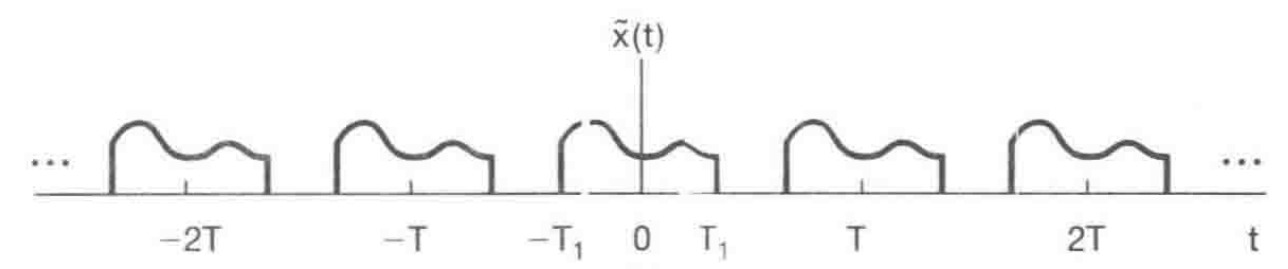 x̃(t)
... ...
−2T −T −T₁ 0 T₁ T 2T t